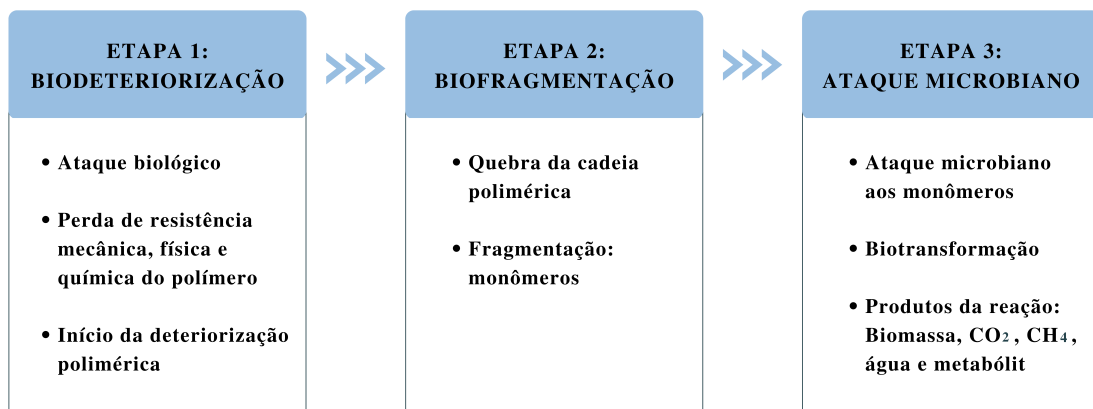 ETAPA 1:
BIODETERIORIZAÇÃO
• Ataque biológico
• Perda de resistência
mecânica, física e
química do polímero
• Início da deteriorização
polimérica
ETAPA 2:
BIOFRAGMENTAÇÃO
• Quebra da cadeia
polimérica
• Fragmentação:
monômeros
ETAPA 3:
ATAQUE MICROBIANO
• Ataque microbiano
aos monômeros
• Biotransformação
• Produtos da reação:
Biomassa, CO₂ , CH₄ ,
água e metabólit